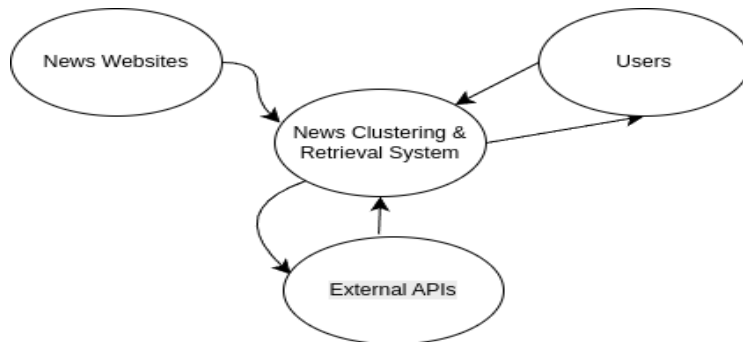 News Websites
Users
News Clustering &
Retrieval System
External APIs